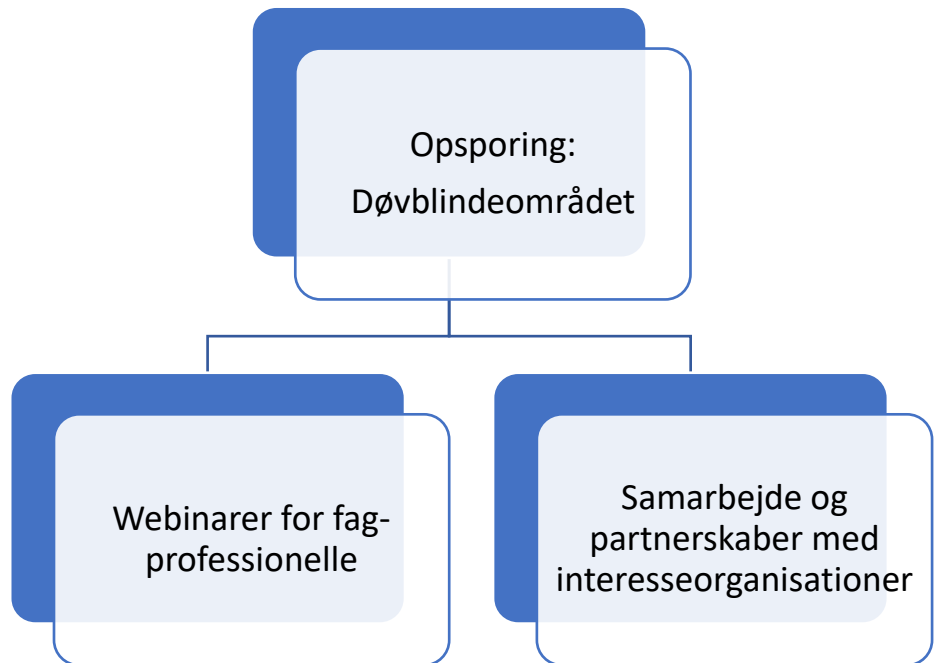 Opsporing:
Døvblindeområdet
Webinarer for fag-
professionelle
Samarbejde og
partnerskaber med
interesseorganisationer